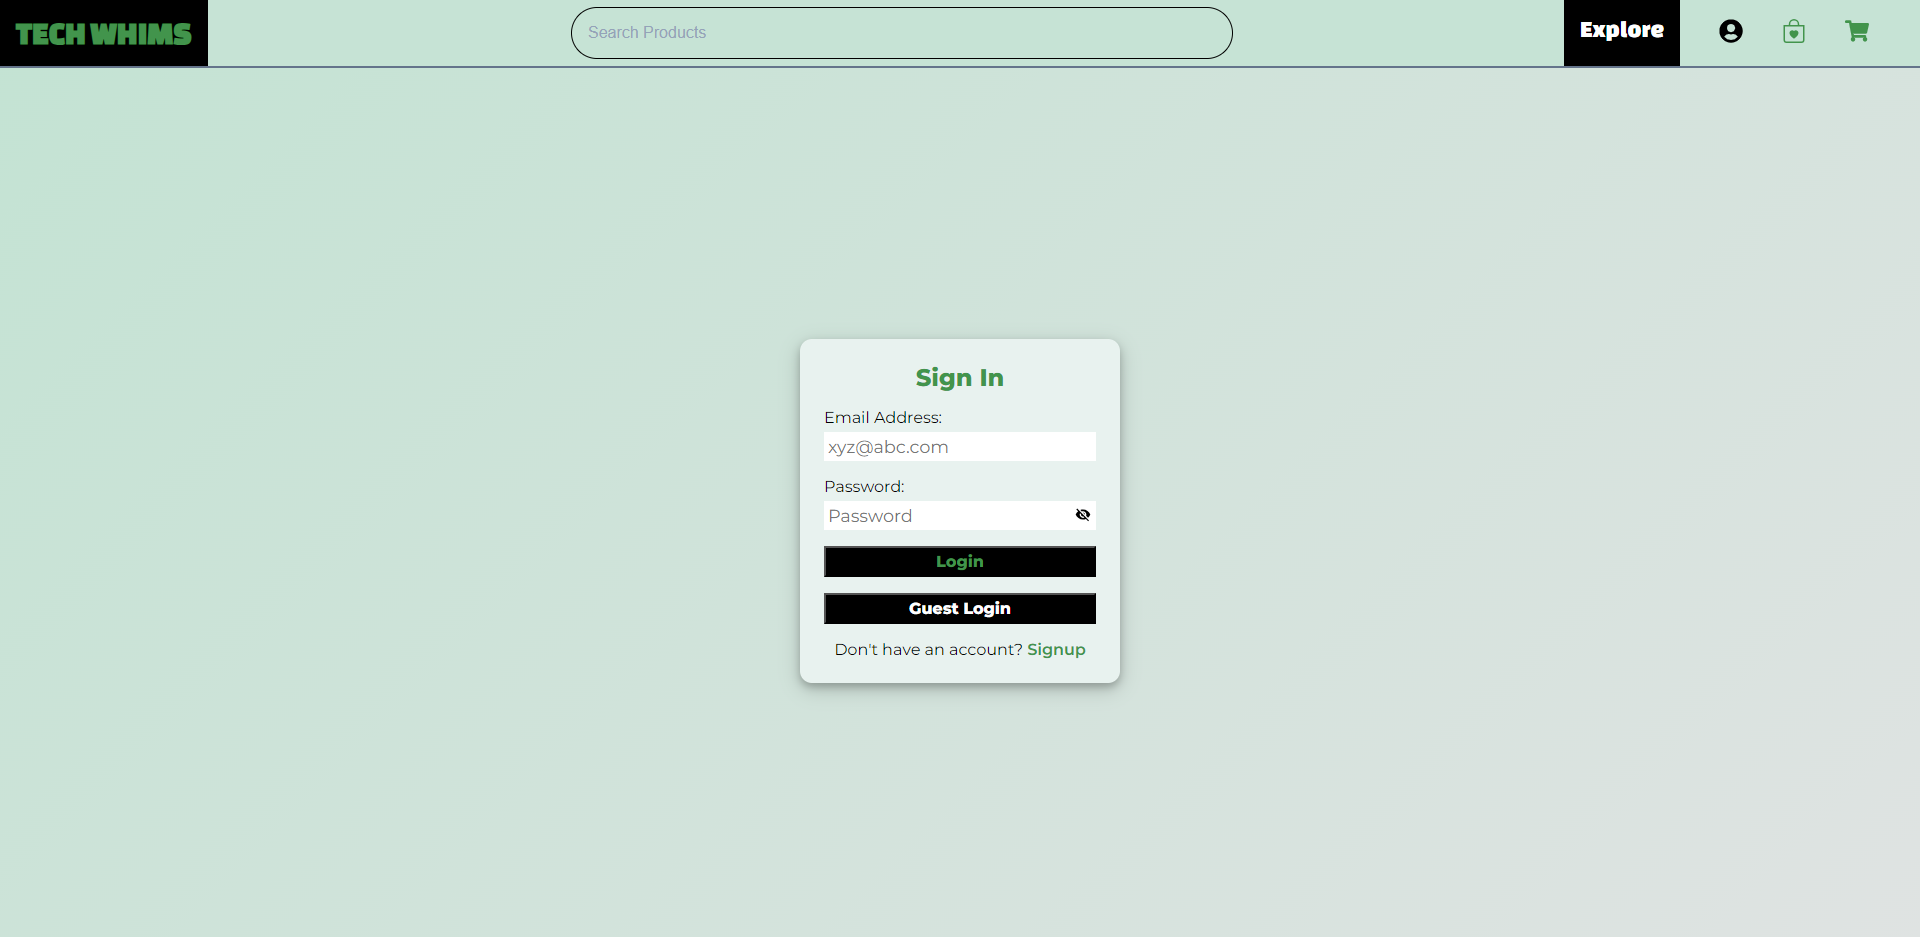 TECH WHIMS
Search Products
Explore
Sign In
Email Address:
xyz@abc.com
Password:
Password
Login
Guest Login
Don't have an account? Signup